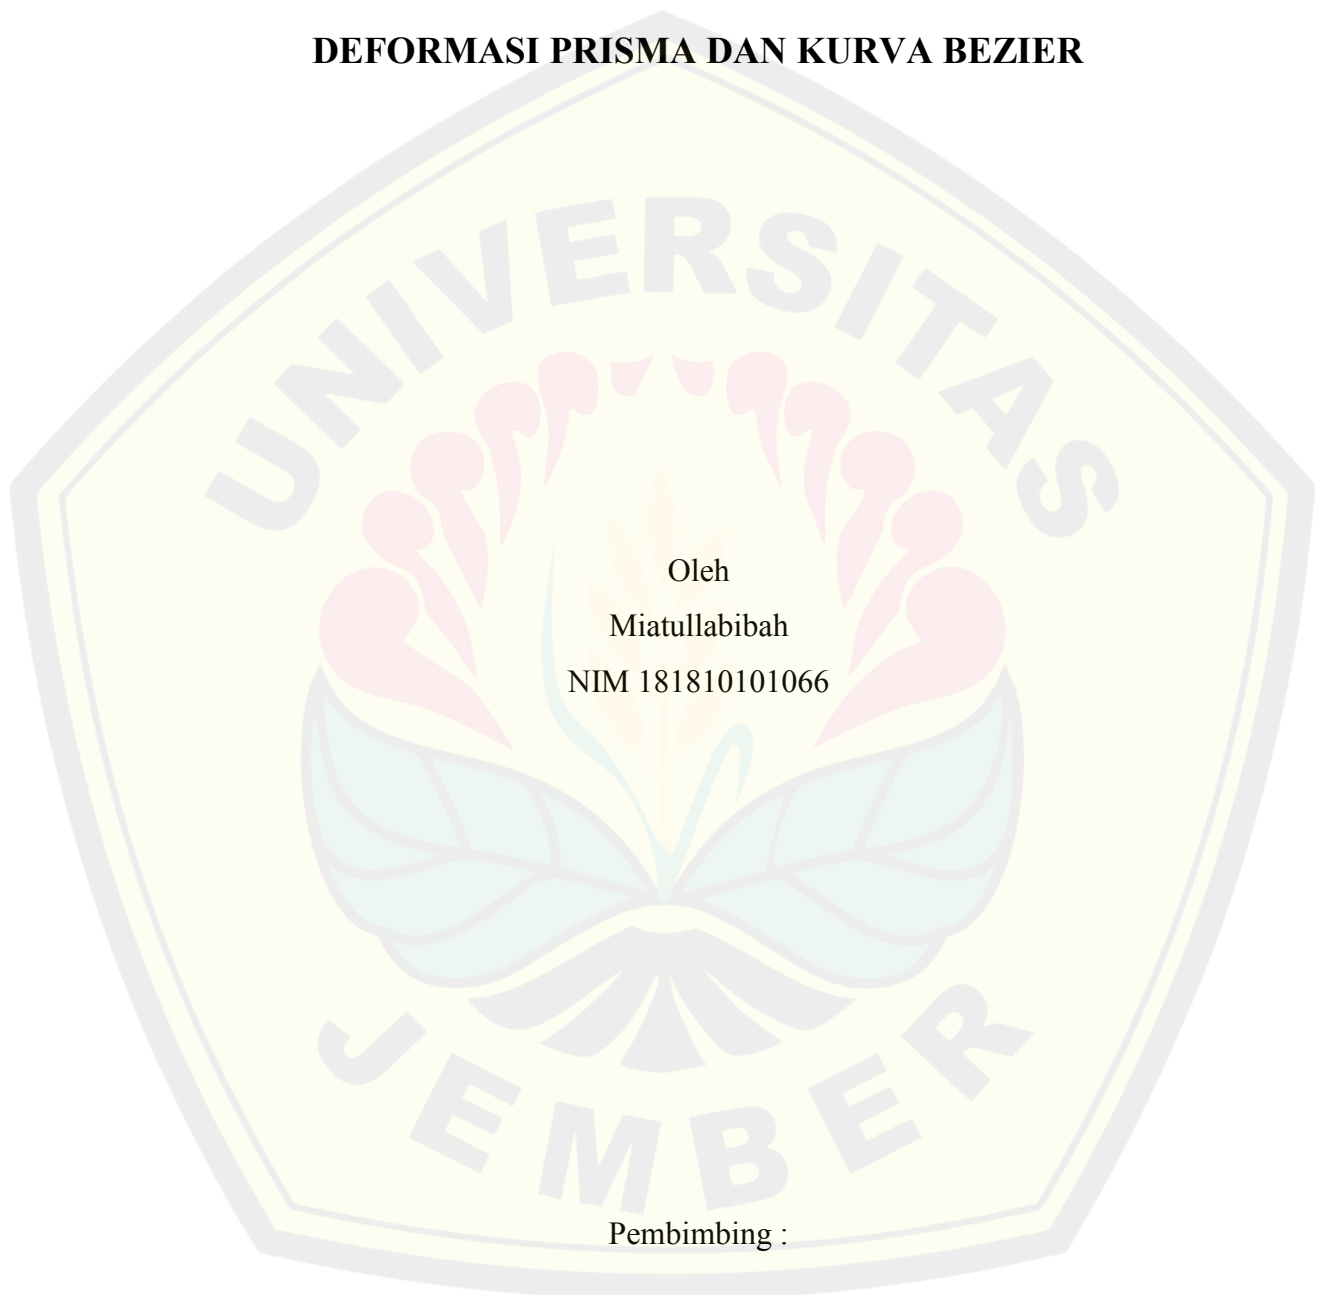 DEFORMASI PRISMA DAN KURVA BEZIER
UNIVERSITAS
Oleh
Miatullabibah
NIM 181810101066
JEMBER
Pembimbing :